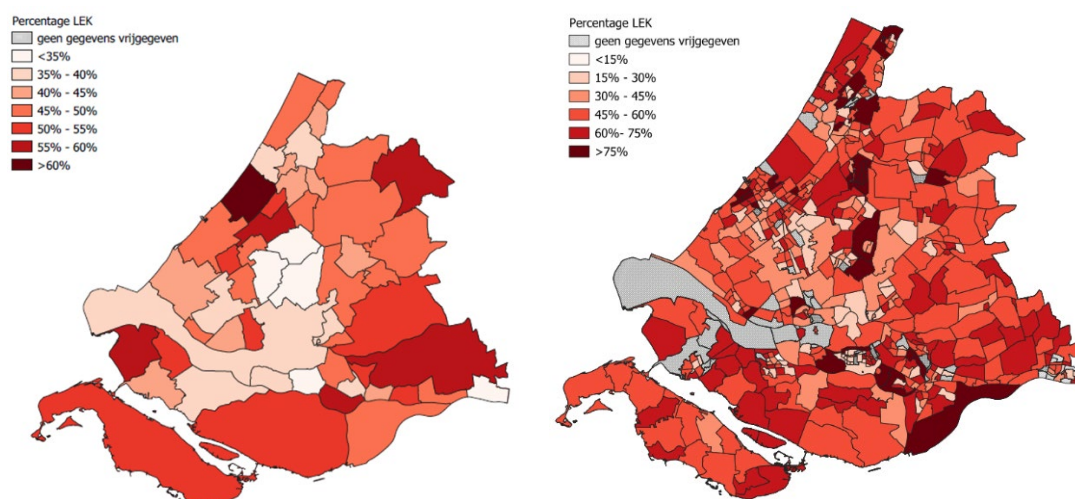 Percentage LEK
geen gegevens vrijgegeven
<35%
35% - 40%
40% - 45%
45% - 50%
50% - 55%
55% - 60%
>60%
Percentage LEK
geen gegevens vrijgegeven
<15%
15% - 30%
30% - 45%
45% - 60%
60%- 75%
>75%